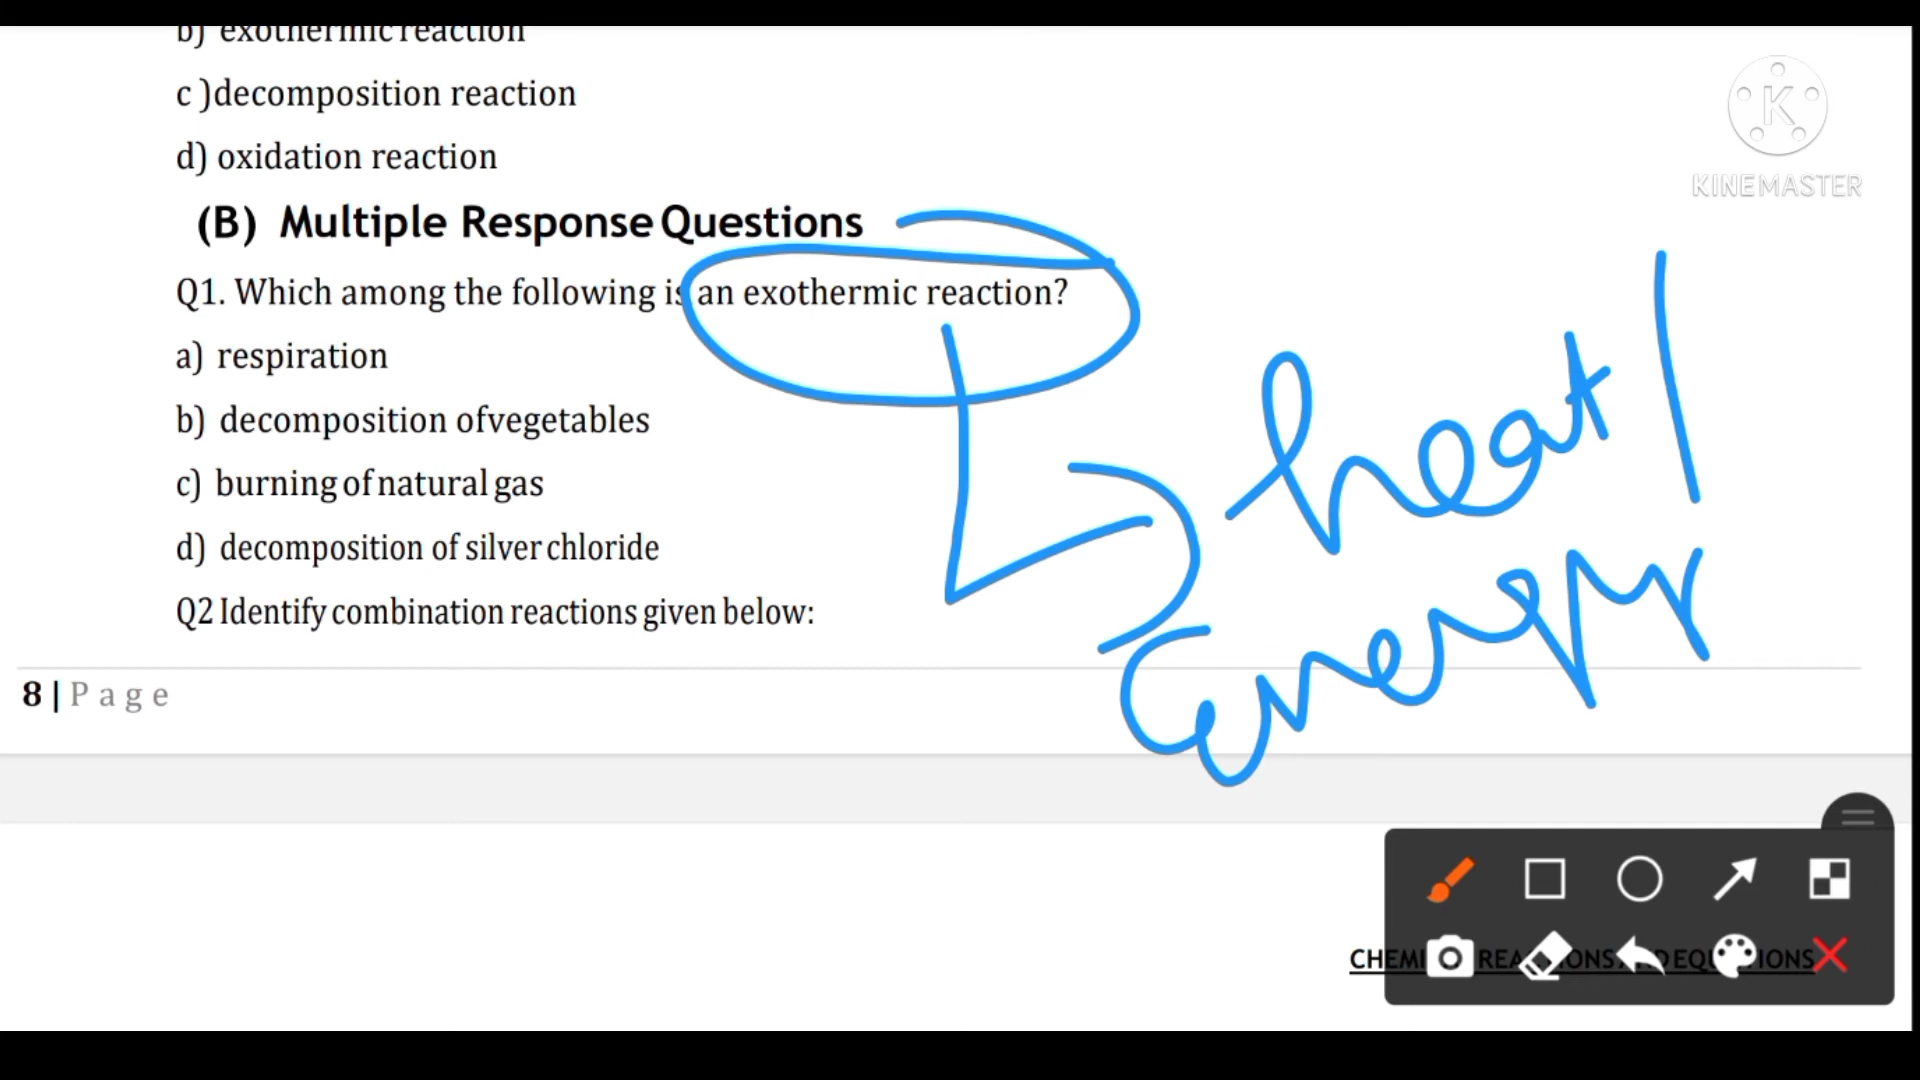 b) exothermic reaction
c )decomposition reaction
d) oxidation reaction
KINEMASTER
(B) Multiple Response Questions
Q1. Which among the following is an exothermic reaction?
a) respiration
b) decomposition ofvegetables
c) burning of natural gas
d) decomposition of silver chloride
Q2 Identify combination reactions given below:
heat/
Energy
8 | Page